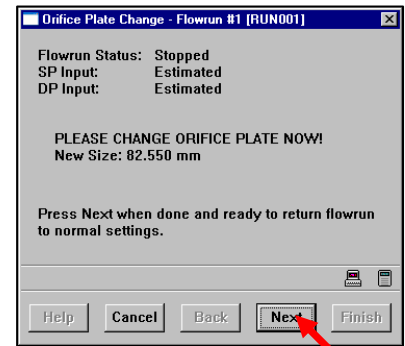 Orifice Plate Change - Flowrun #1 [RUN001]
Flowrun Status: Stopped
SP Input: Estimated
DP Input: Estimated
PLEASE CHANGE ORIFICE PLATE NOW!
New Size: 82.550 mm
Press Next when done and ready to return flowrun
to normal settings.
Help Cancel Back Next Finish